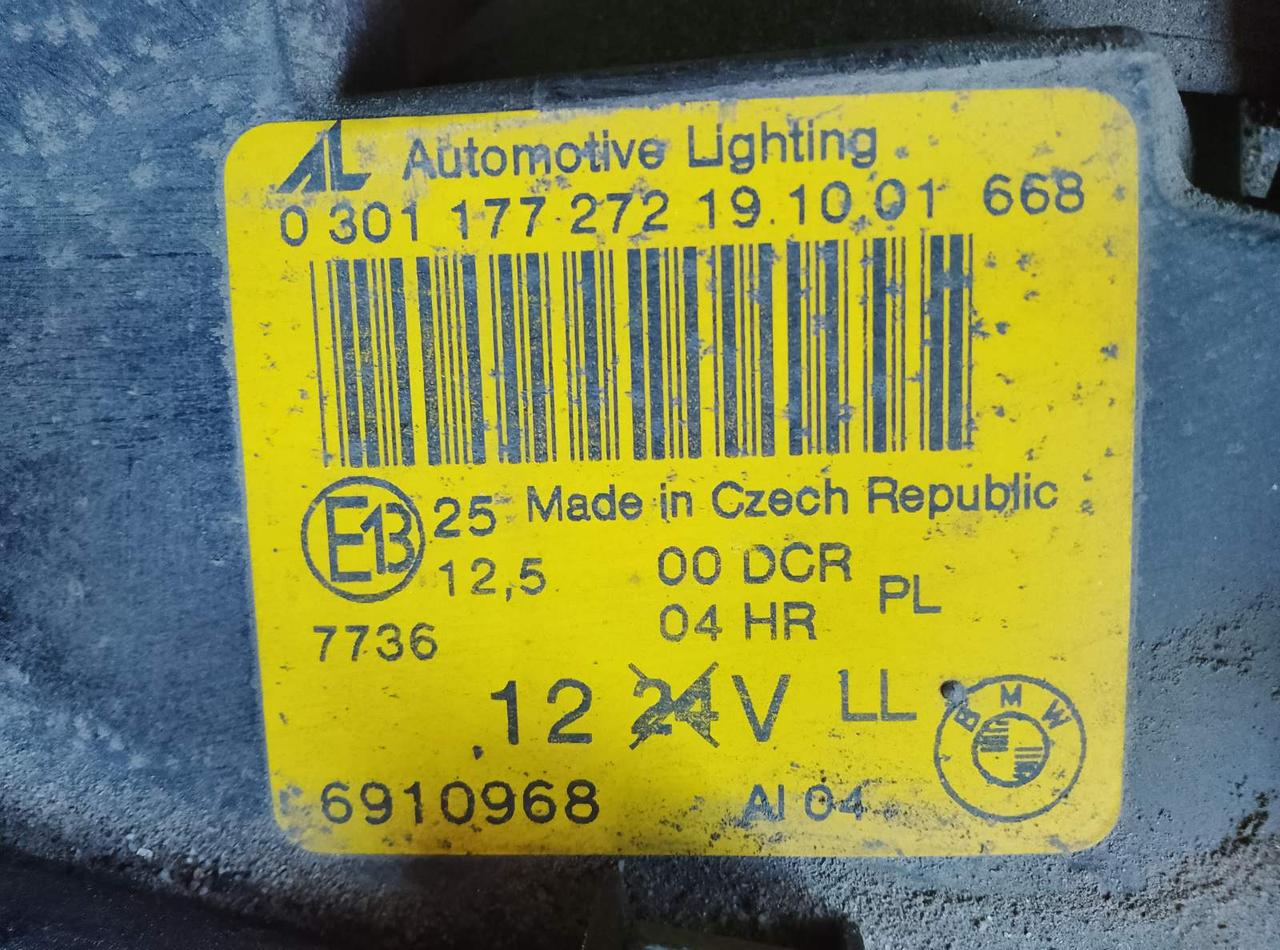 AL Automotive Lighting
0 301 177 272 19.10.01 668
E13 25 Made in Czech Republic
12,5 00 DCR PL
7736 04 HR
12 24 V LL
BMW
6910968 AI 04